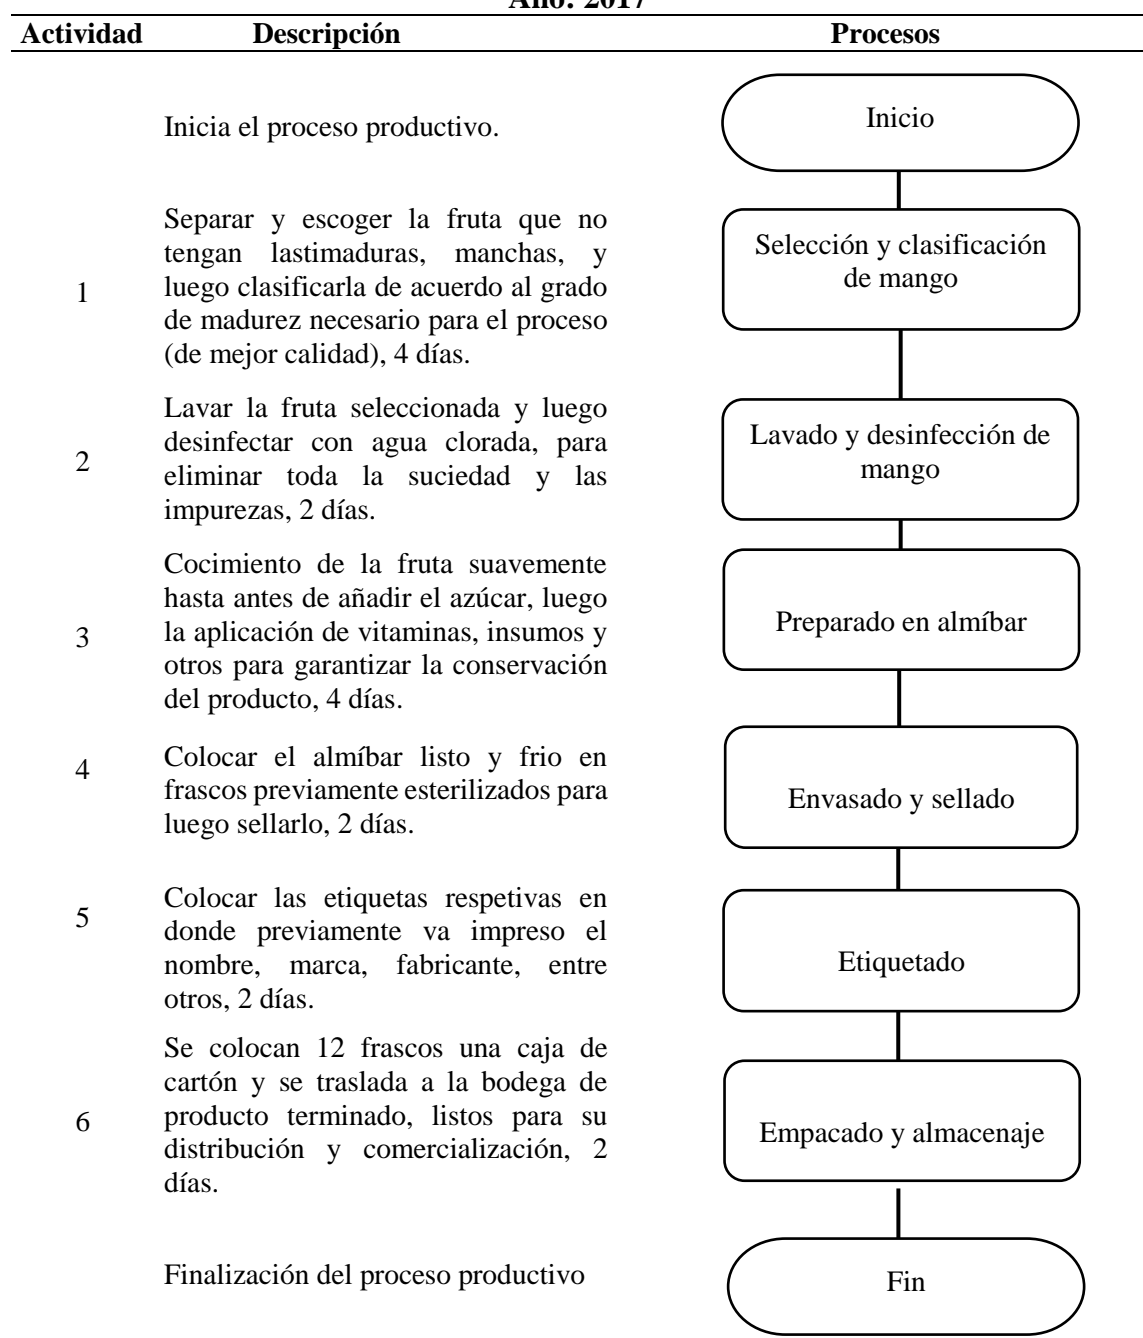 Año: 2017
Actividad Descripción Procesos
Inicia el proceso productivo.
Inicio
1
Separar y escoger la fruta que no
tengan lastimaduras, manchas, y
luego clasificarla de acuerdo al grado
de madurez necesario para el proceso
(de mejor calidad), 4 días.
Selección y clasificación
de mango
2
Lavar la fruta seleccionada y luego
desinfectar con agua clorada, para
eliminar toda la suciedad y las
impurezas, 2 días.
Lavado y desinfección de
mango
3
Cocimiento de la fruta suavemente
hasta antes de añadir el azúcar, luego
la aplicación de vitaminas, insumos y
otros para garantizar la conservación
del producto, 4 días.
Preparado en almíbar
4
Colocar el almíbar listo y frio en
frascos previamente esterilizados para
luego sellarlo, 2 días.
Envasado y sellado
5
Colocar las etiquetas respetivas en
donde previamente va impreso el
nombre, marca, fabricante, entre
otros, 2 días.
Etiquetado
6
Se colocan 12 frascos una caja de
cartón y se traslada a la bodega de
producto terminado, listos para su
distribución y comercialización, 2
días.
Empacado y almacenaje
Finalización del proceso productivo
Fin